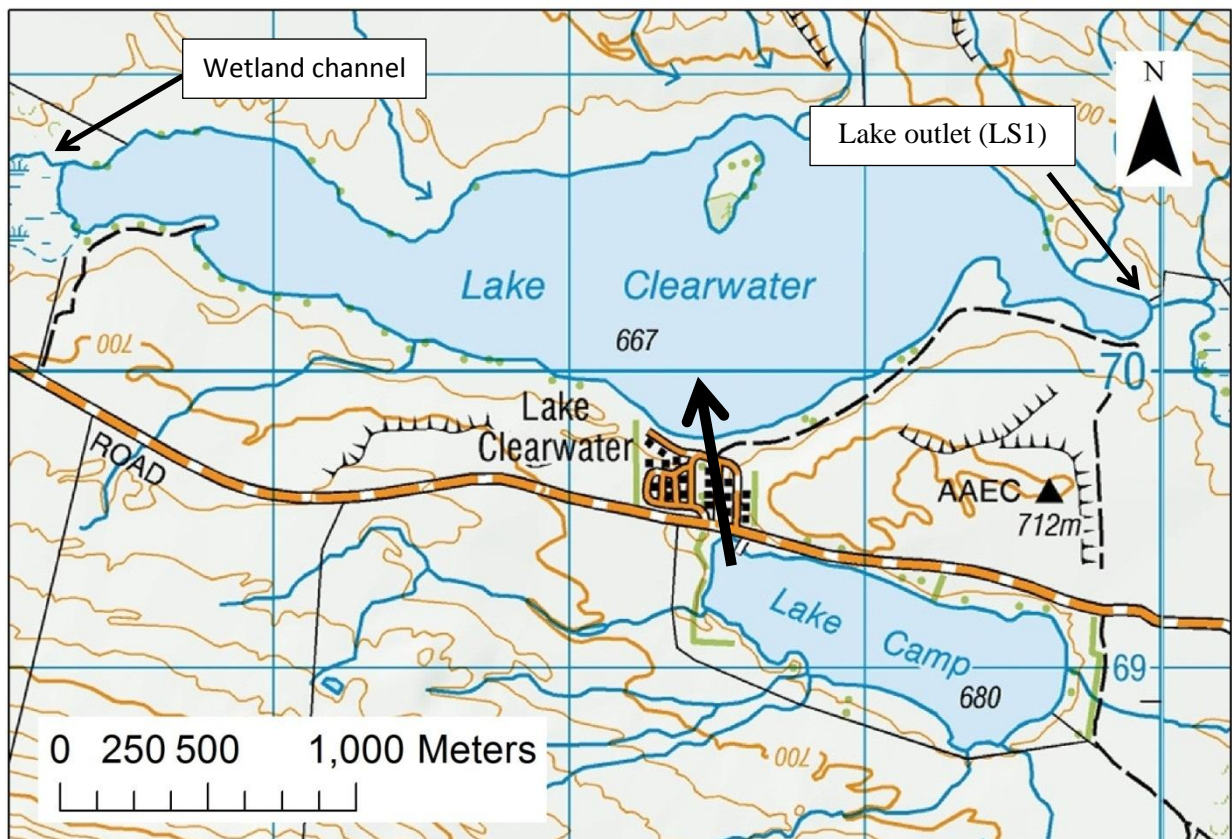 Wetland channel
Lake outlet (LS1)
N
700
Lake Clearwater
667
700
70
Lake
Clearwater
ROAD
AAEC
712m
Lake Camp
680
69
700
0 250 500 1,000 Meters